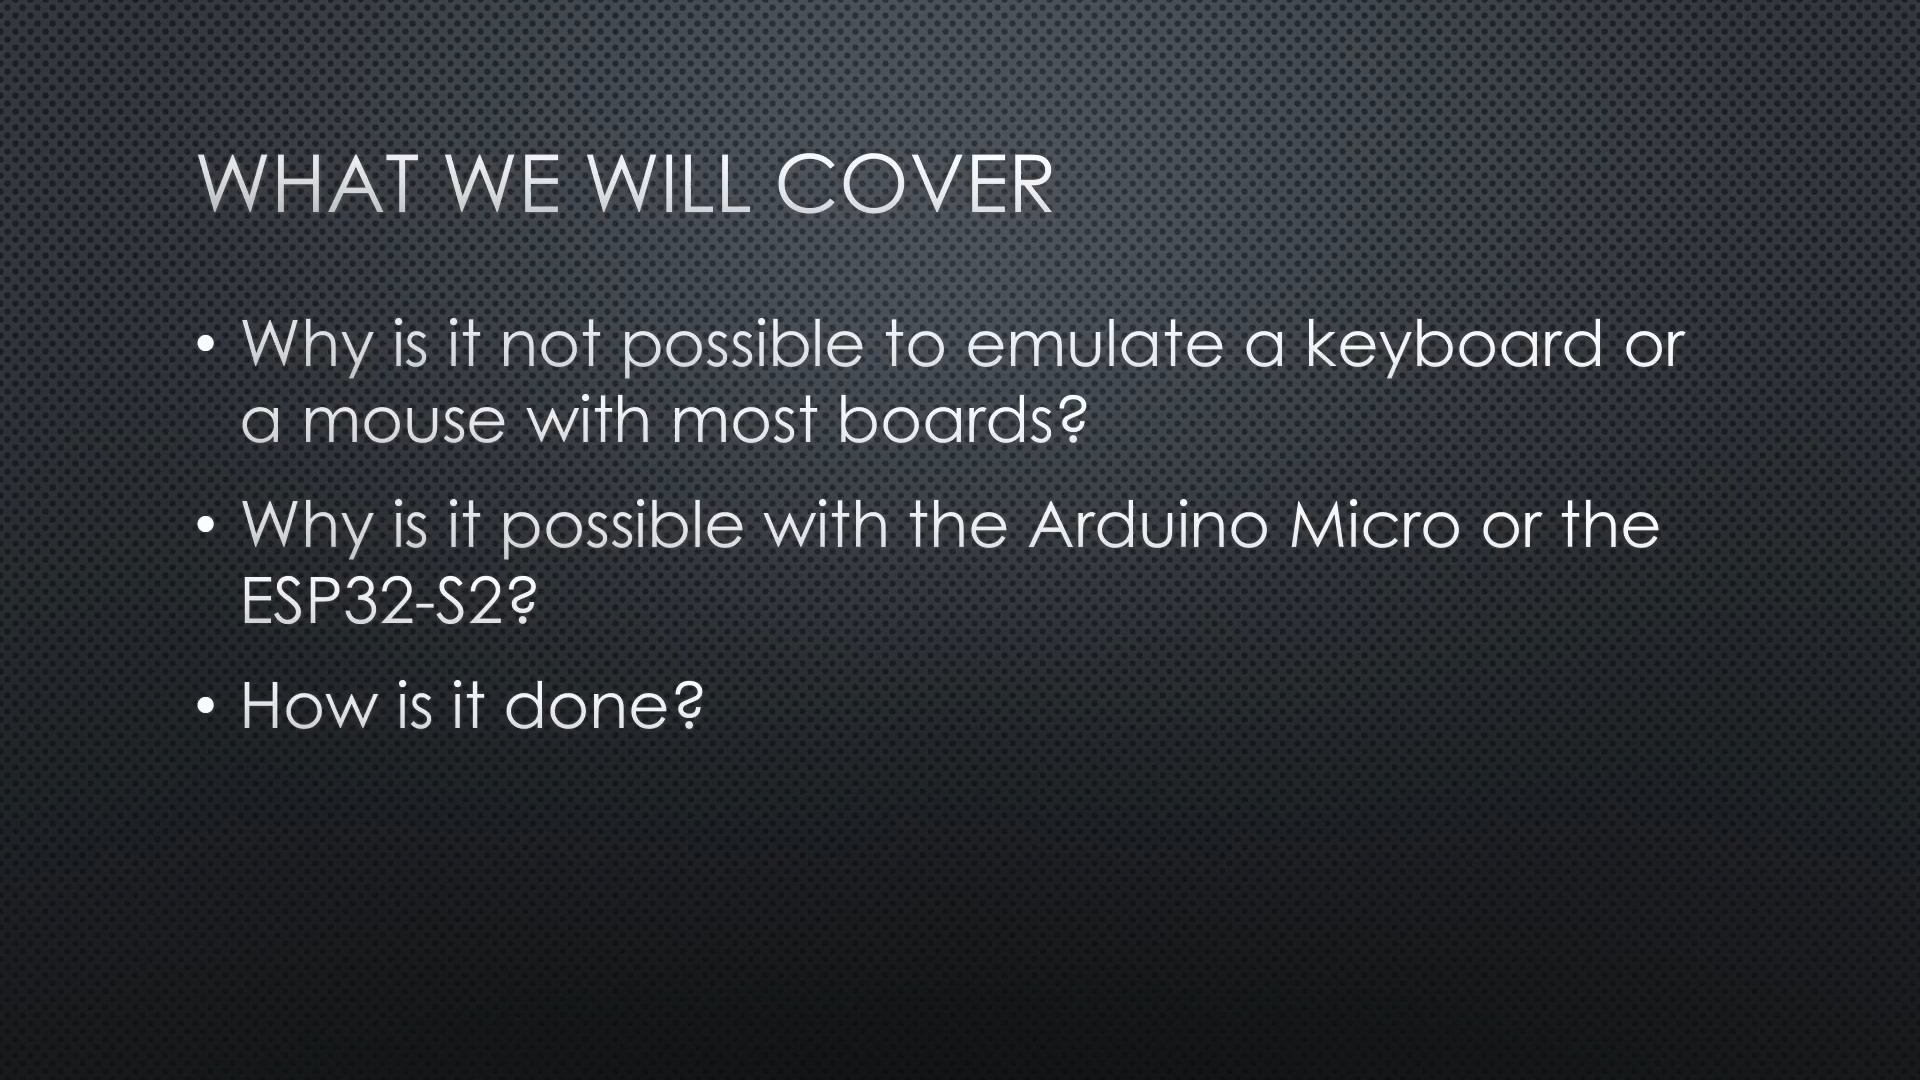 WHAT WE WILL COVER
• Why is it not possible to emulate a keyboard or
a mouse with most boards?
• Why is it possible with the Arduino Micro or the
ESP32-S2?
• How is it done?